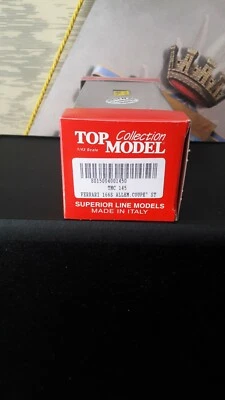 TOP Collection
1/43 Scale MODEL
0015004001450
TMC 145
FERRARI 166S ALLEM COUPE' ST
SUPERIOR LINE MODELS
MADE IN ITALY